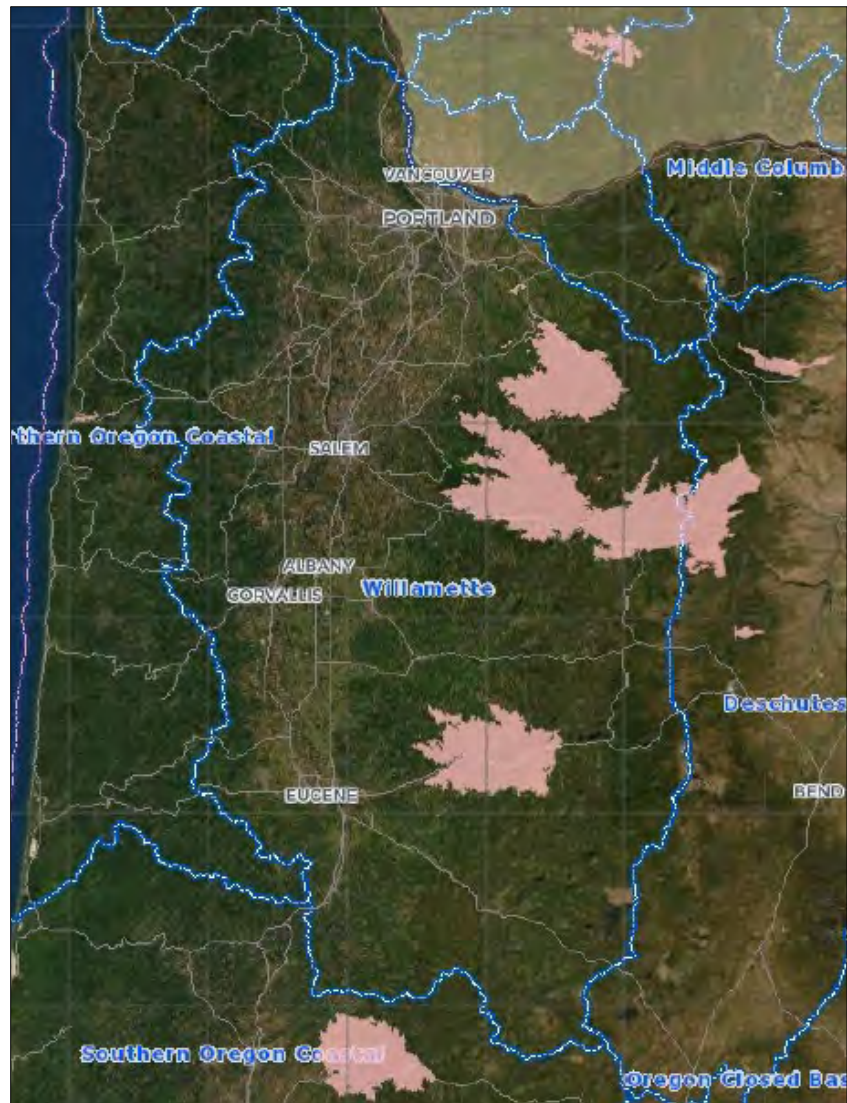 Middle Columb
VANCOUVER
PORTLAND
rthern Oregon Coastal
SALEM
ALBANY
Willamette
CORVALLIS
Deschutes
BEND
EUGENE
Southern Oregon Coastal
Oregon Closed Bas